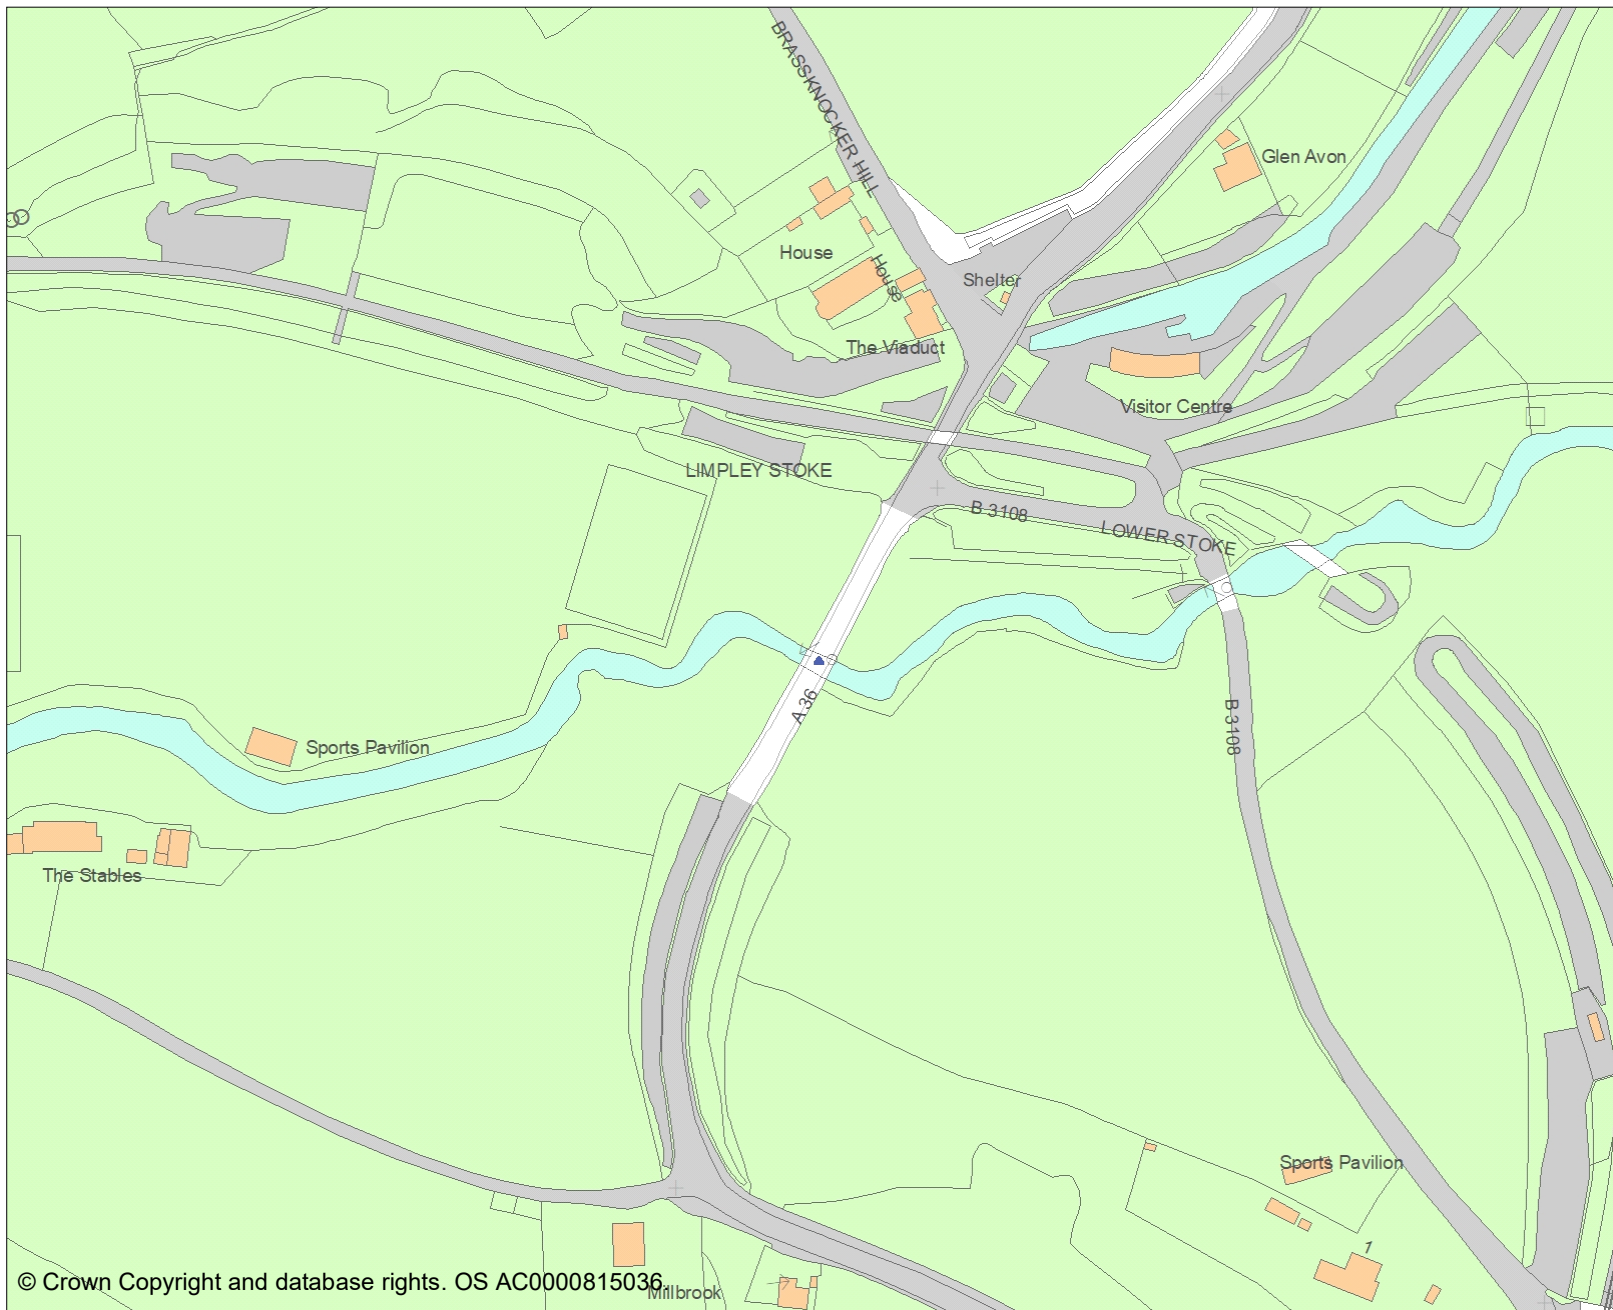 BRASSKNOCKER HILL
Glen Avon
House
House
Shelter
The Viaduct
Visitor Centre
LIMPLEY STOKE
B 3108
LOWER STOKE
A 36
B 3108
Sports Pavilion
The Stables
Sports Pavilion
1
Millbrook
© Crown Copyright and database rights. OS AC0000815036.